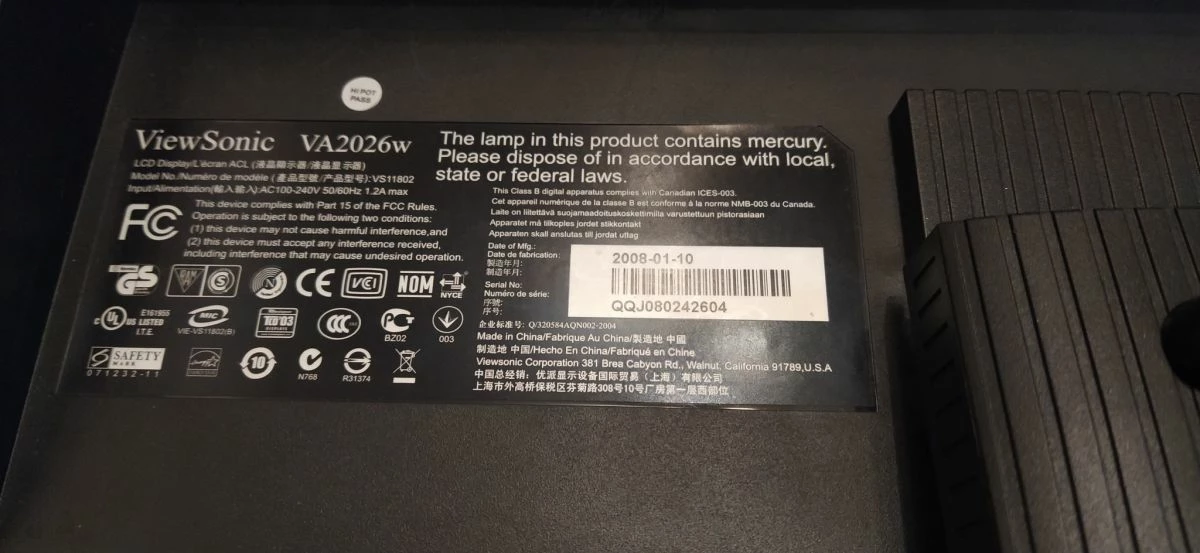 HI POT
PASS
ViewSonic VA2026w
LCD Display/L'écran ACL (液晶顯示器/液晶显示器)
Model No./Numéro de modèle (產品型號/产品型号):VS11802
Input/Alimentation(輸入/输入):AC100-240V 50/60Hz 1.2A max
FC
This device complies with Part 15 of the FCC Rules.
Operation is subject to the following two conditions:
(1) this device may not cause harmful interference,and
(2) this device must accept any interference received,
including interference that may cause undesired operation.
GS
S
N
CE
VCCI
NOM
NYCE
c UL US LISTED
E161955
I.T.E.
MIC
VIE-VS11802(B)
TCO'03
DISPLAYS
CCC
BZ02
003
SAFETY
MARK
071232-11
10
N768
R31374
The lamp in this product contains mercury.
Please dispose of in accordance with local,
state or federal laws.
This Class B digital apparatus complies with Canadian ICES-003.
Cet appareil numérique de la classe B est conforme à la norme NMB-003 du Canada.
Laite on liitettävä suojamaadoituskoskettimilla varustettuun pistorasiaan
Apparatet må tilkoples jordet stikkontakt
Apparaten skall anslutas till jordat uttag
Date of Mfg.:
Date de fabrication:
製造年月:
制造年月:
2008-01-10
Serial No.:
Numéro de série:
序號:
序号:
QQJ080242604
企业标准号: Q/320584AQN002-2004
Made in China/Fabrique Au China/製造地 中國
制造地 中国/Hecho En China/Fabriqué en Chine
Viewsonic Corporation 381 Brea Cabyon Rd., Walnut, California 91789,U.S.A
中国总经销: 优派显示设备国际贸易（上海）有限公司
上海市外高桥保税区芬菊路308号10号厂房第一层西部位